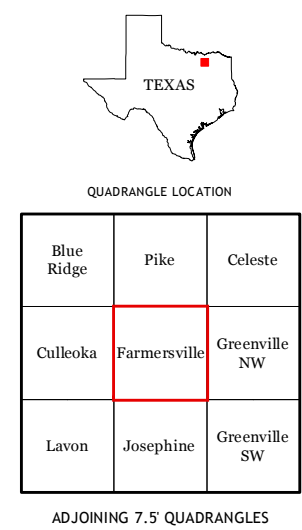 TEXAS
QUADRANGLE LOCATION
Blue
Ridge
Pike
Celeste
Culleoka
Farmersville
Greenville
NW
Lavon
Josephine
Greenville
SW
ADJOINING 7.5' QUADRANGLES